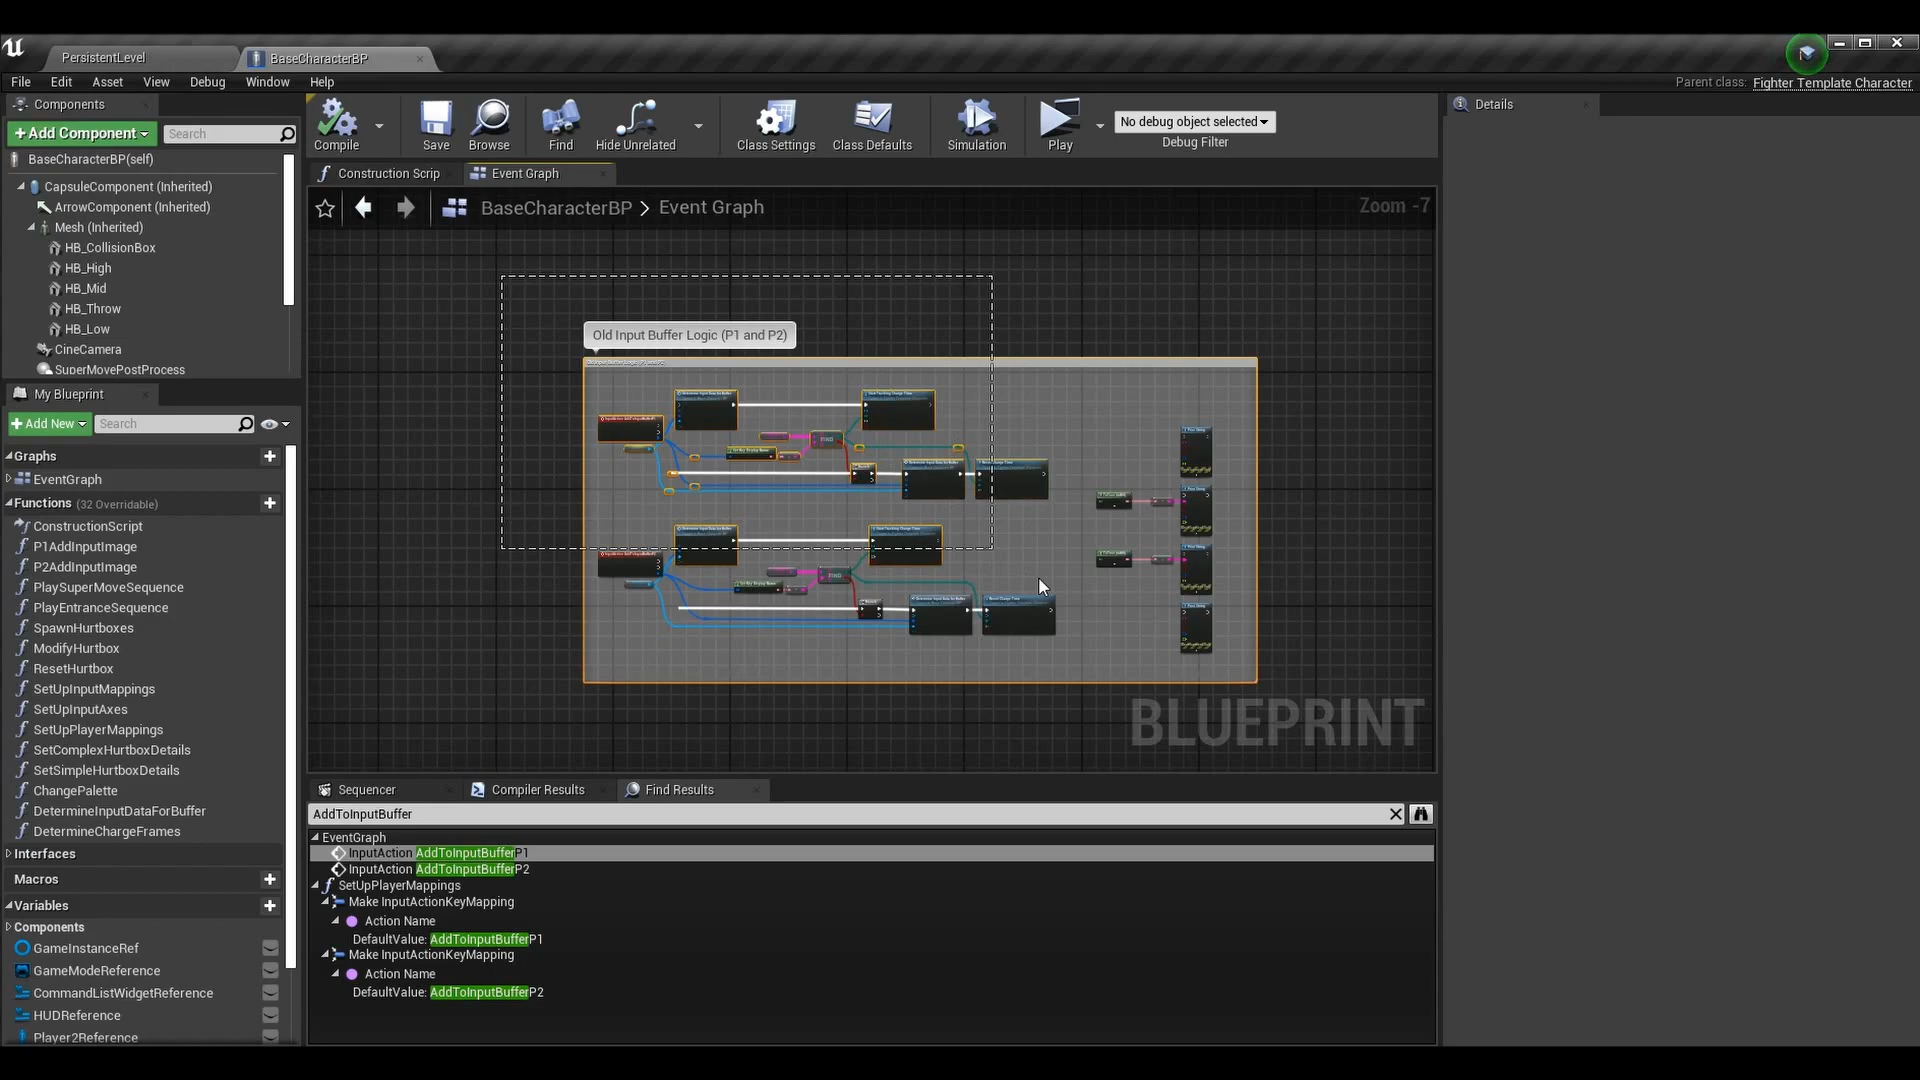 PersistentLevel
BaseCharacterBP
File Edit Asset View Debug Window Help
Parent class: Fighter Template Character
Components
+Add Component
Search
BaseCharacterBP(self)
CapsuleComponent (Inherited)
ArrowComponent (Inherited)
Mesh (Inherited)
HB_CollisionBox
HB_High
HB_Mid
HB_Throw
HB_Low
CineCamera
SuperMovePostProcess
My Blueprint
+Add New
Search
Graphs
EventGraph
Functions (32 Overridable)
ConstructionScript
P1AddInputImage
P2AddInputImage
PlaySuperMoveSequence
PlayEntranceSequence
SpawnHurtboxes
ModifyHurtbox
ResetHurtbox
SetUpInputMappings
SetUpInputAxes
SetUpPlayerMappings
SetComplexHurtboxDetails
SetSimpleHurtboxDetails
ChangePalette
DetermineInputDataForBuffer
DetermineChargeFrames
Interfaces
Macros
Variables
Components
GameInstanceRef
GameModeReference
CommandListWidgetReference
HUDReference
Player2Reference
Compile
Save
Browse
Find
Hide Unrelated
Class Settings
Class Defaults
Simulation
Play
No debug object selected
Debug Filter
Construction Scrip
Event Graph
BaseCharacterBP > Event Graph
Zoom -7
Old Input Buffer Logic (P1 and P2)
FIND
FIND
BLUEPRINT
Sequencer
Compiler Results
Find Results
AddToInputBuffer
EventGraph
InputAction AddToInputBufferP1
InputAction AddToInputBufferP2
SetUpPlayerMappings
Make InputActionKeyMapping
Action Name
DefaultValue: AddToInputBufferP1
Make InputActionKeyMapping
Action Name
DefaultValue: AddToInputBufferP2
Details